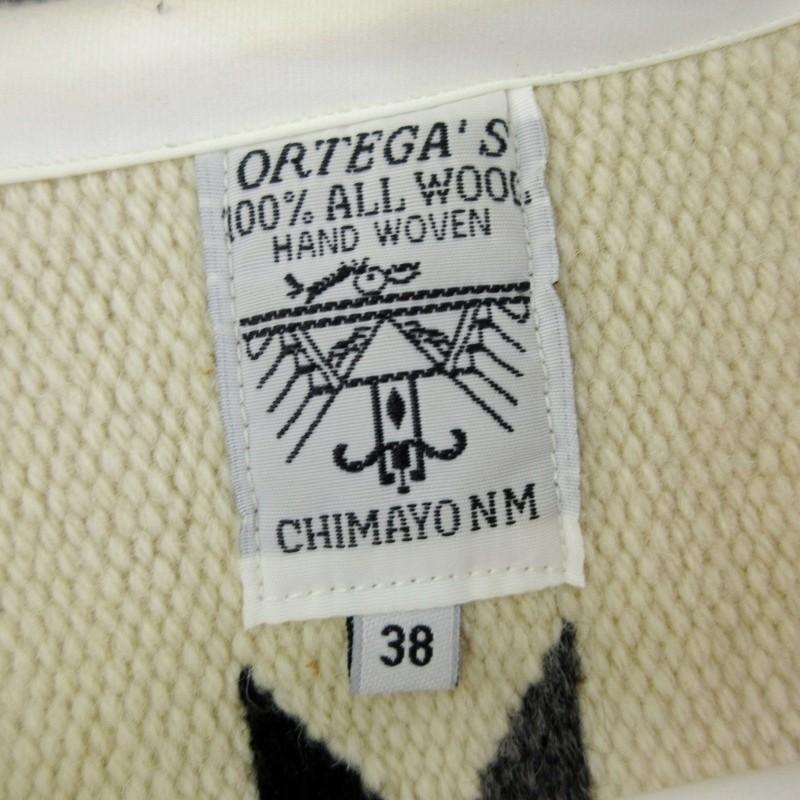 ORTEGA'S
100% ALL WOOL
HAND WOVEN
CHIMAYO NM
38